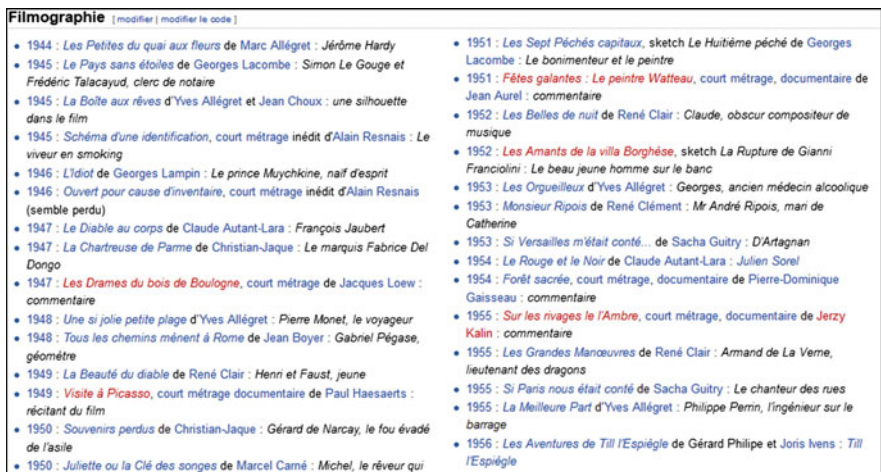 Filmographie [ modifier | modifier le code ]
• 1944 : Les Petites du quai aux fleurs de Marc Allégret : Jérôme Hardy
• 1945 : Le Pays sans étoiles de Georges Lacombe : Simon Le Gouge et
Frédéric Talacayud, clerc de notaire
• 1945 : La Boîte aux rêves d'Yves Allégret et Jean Choux : une silhouette
dans le film
• 1945 : Schéma d'une identification, court métrage inédit d'Alain Resnais : Le
viveur en smoking
• 1946 : L'Idiot de Georges Lampin : Le prince Muychkine, naïf d'esprit
• 1946 : Ouvert pour cause d'inventaire, court métrage inédit d'Alain Resnais
(semble perdu)
• 1947 : Le Diable au corps de Claude Autant-Lara : François Jaubert
• 1947 : La Chartreuse de Parme de Christian-Jaque : Le marquis Fabrice Del
Dongo
• 1947 : Les Drames du bois de Boulogne, court métrage de Jacques Loew :
commentaire
• 1948 : Une si jolie petite plage d'Yves Allégret : Pierre Monet, le voyageur
• 1948 : Tous les chemins mènent à Rome de Jean Boyer : Gabriel Pégase,
géomètre
• 1949 : La Beauté du diable de René Clair : Henri et Faust, jeune
• 1949 : Visite à Picasso, court métrage documentaire de Paul Haesaerts :
récitant du film
• 1950 : Souvenirs perdus de Christian-Jaque : Gérard de Narcay, le fou évadé
de l'asile
• 1950 : Juliette ou la Clé des songes de Marcel Carné : Michel, le rêveur qui
• 1951 : Les Sept Péchés capitaux, sketch Le Huitième péché de Georges
Lacombe : Le bonimenteur et le peintre
• 1951 : Fêtes galantes : Le peintre Watteau, court métrage, documentaire de
Jean Aurel : commentaire
• 1952 : Les Belles de nuit de René Clair : Claude, obscur compositeur de
musique
• 1952 : Les Amants de la villa Borghèse, sketch La Rupture de Gianni
Franciolini : Le beau jeune homme sur le banc
• 1953 : Les Orgueilleux d'Yves Allégret : Georges, ancien médecin alcoolique
• 1953 : Monsieur Ripois de René Clément : Mr André Ripois, mari de
Catherine
• 1953 : Si Versailles m'était conté... de Sacha Guitry : D'Artagnan
• 1954 : Le Rouge et le Noir de Claude Autant-Lara : Julien Sorel
• 1954 : Forêt sacrée, court métrage, documentaire de Pierre-Dominique
Gaisseau : commentaire
• 1955 : Sur les rivages le l'Ambre, court métrage, documentaire de Jerzy
Kalin : commentaire
• 1955 : Les Grandes Manœuvres de René Clair : Armand de La Verne,
lieutenant des dragons
• 1955 : Si Paris nous était conté de Sacha Guitry : Le chanteur des rues
• 1955 : La Meilleure Part d'Yves Allégret : Philippe Perrin, l'ingénieur sur le
barrage
• 1956 : Les Aventures de Till l'Espiègle de Gérard Philipe et Joris Ivens : Till
l'Espiègle